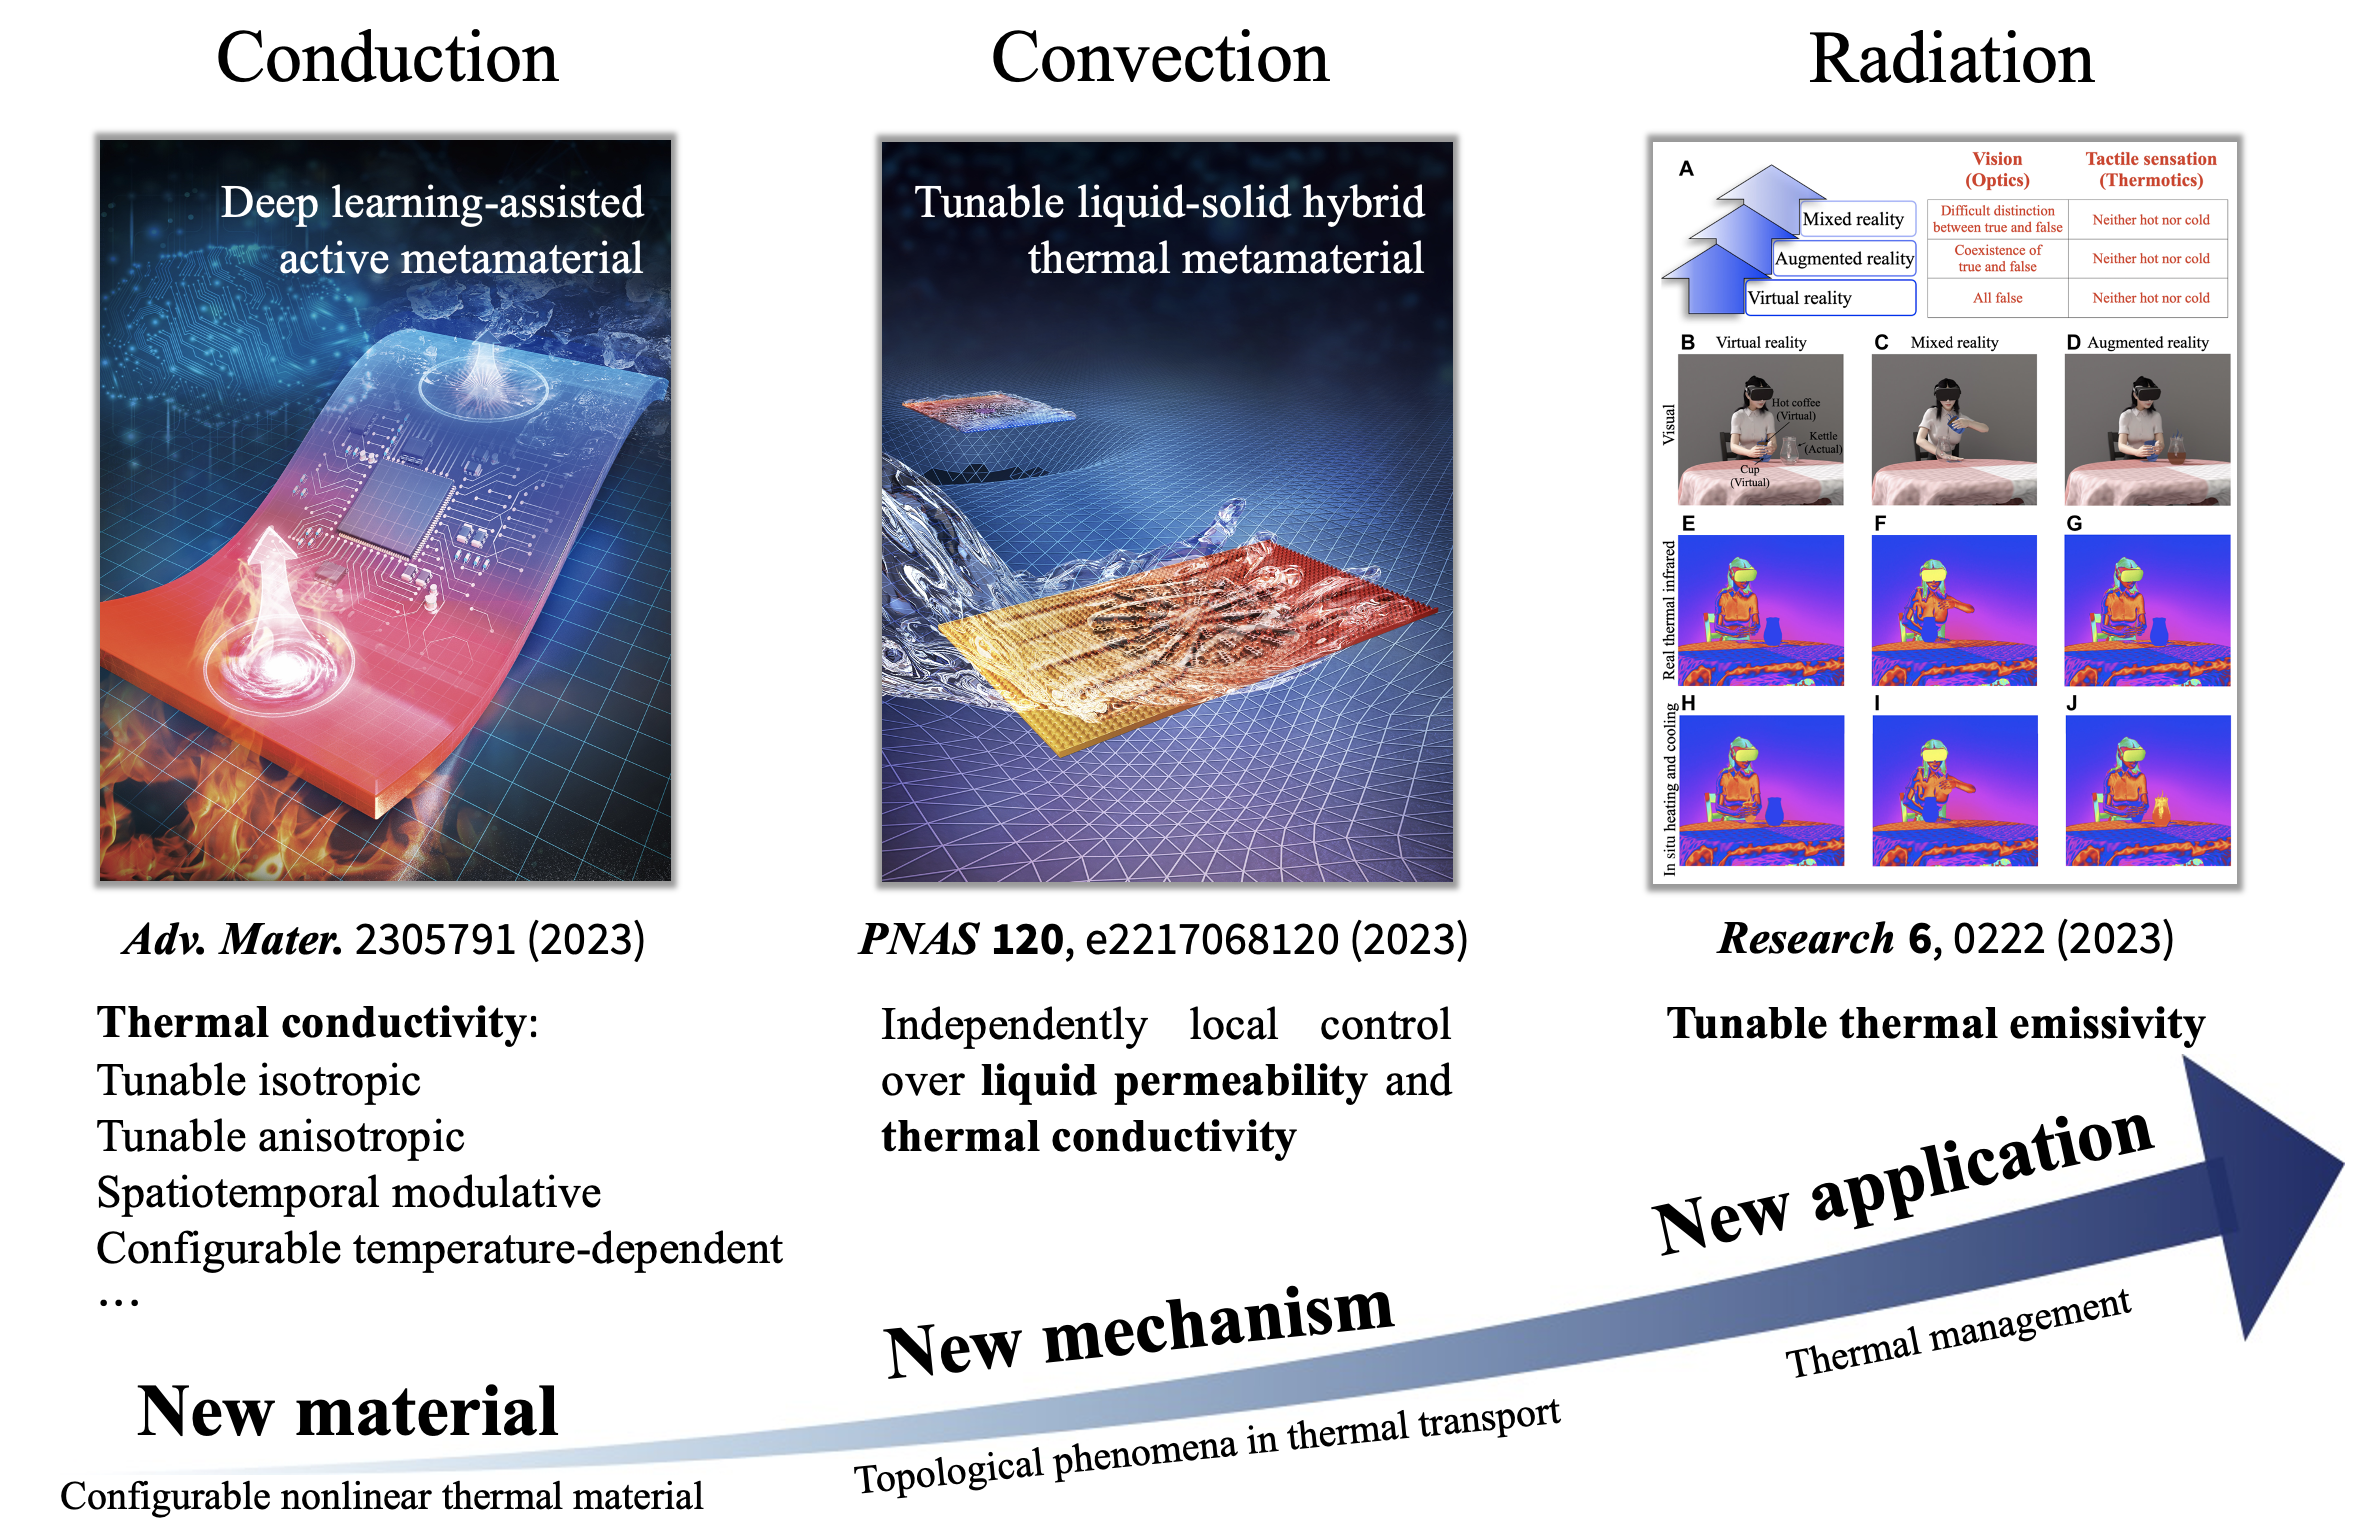 Conduction
Convection
Radiation
Deep learning-assisted
active metamaterial
Tunable liquid-solid hybrid
thermal metamaterial
A
Mixed reality
Augmented reality
Virtual reality
Vision
(Optics)
Tactile sensation
(Thermotics)
Difficult distinction
between true and false
Neither hot nor cold
Coexistence of
true and false
Neither hot nor cold
All false
Neither hot nor cold
B Virtual reality
C Mixed reality
D Augmented reality
Visual
Hot coffee
(Virtual)
Kettle
(Actual)
Cup
(Virtual)
E
F
G
Real thermal infrared
H
I
J
In situ heating and cooling
Adv. Mater. 2305791 (2023)
PNAS 120, e2217068120 (2023)
Research 6, 0222 (2023)
Thermal conductivity:
Tunable isotropic
Tunable anisotropic
Spatiotemporal modulative
Configurable temperature-dependent
…
Independently local control
over liquid permeability and
thermal conductivity
Tunable thermal emissivity
New material
Configurable nonlinear thermal material
New mechanism
Topological phenomena in thermal transport
New application
Thermal management